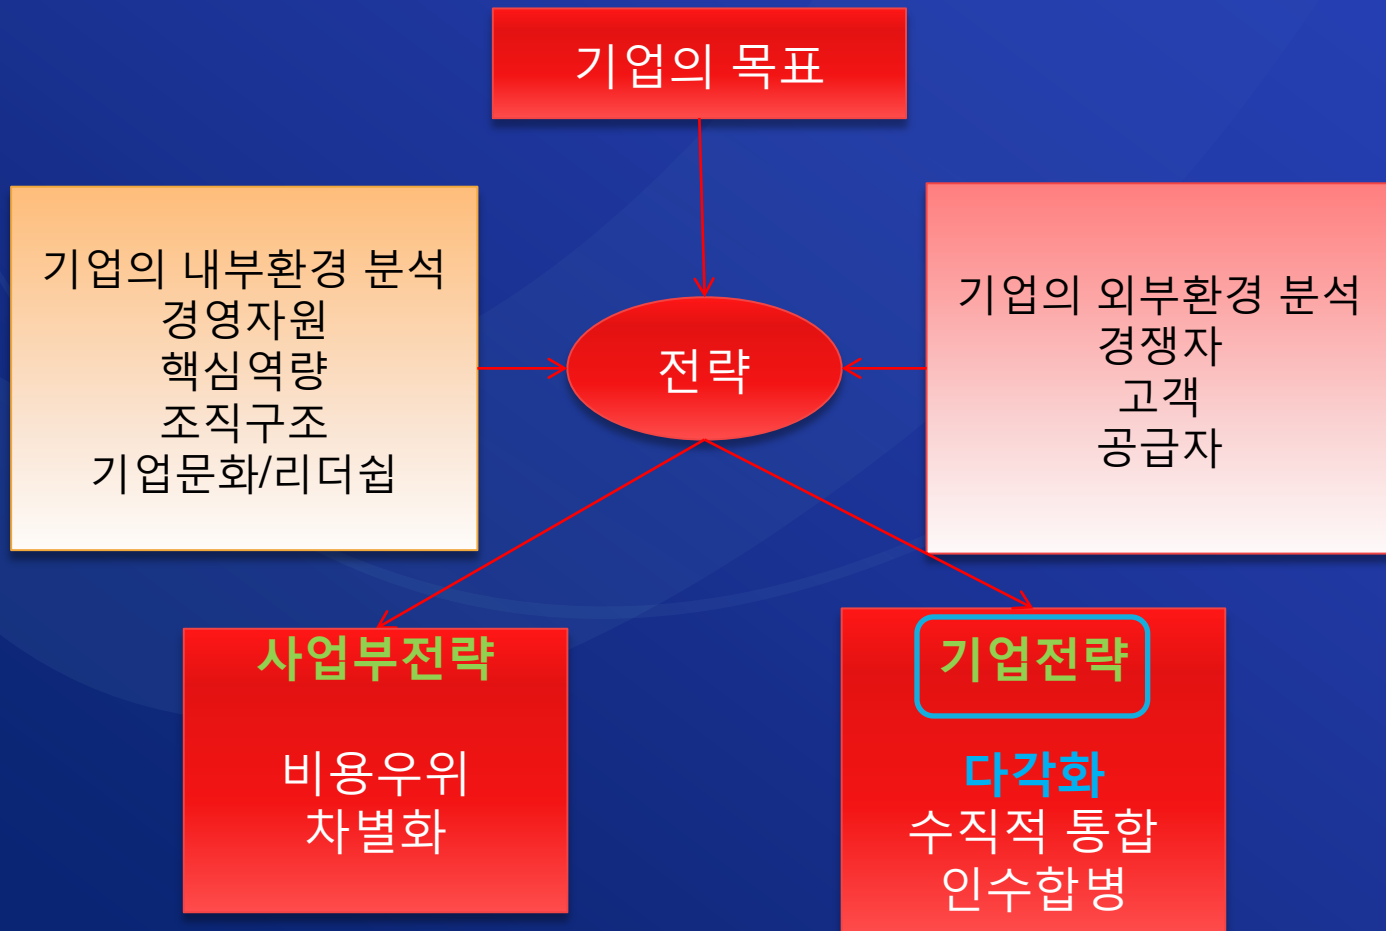 기업의 목표
기업의 내부환경 분석
경영자원
핵심역량
조직구조
기업문화/리더쉽
전략
기업의 외부환경 분석
경쟁자
고객
공급자
사업부전략
비용우위
차별화
기업전략
다각화
수직적 통합
인수합병